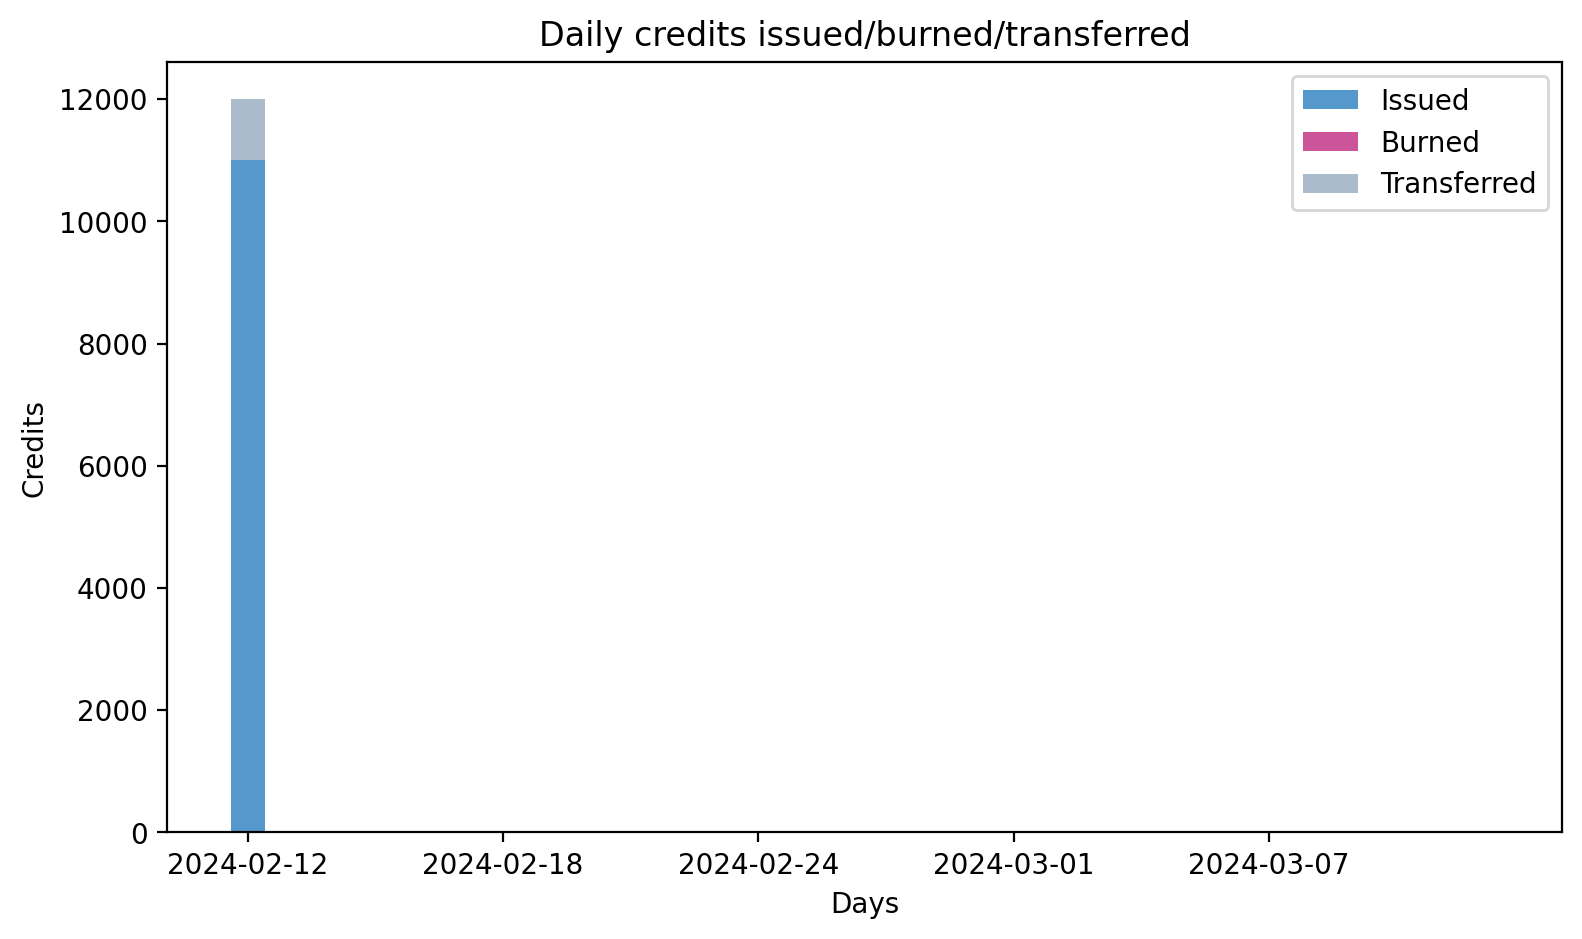 Daily credits issued/burned/transferred
12000
10000
8000
6000
4000
2000
0
Credits
Issued
Burned
Transferred
2024-02-12
2024-02-18
2024-02-24
2024-03-01
2024-03-07
Days